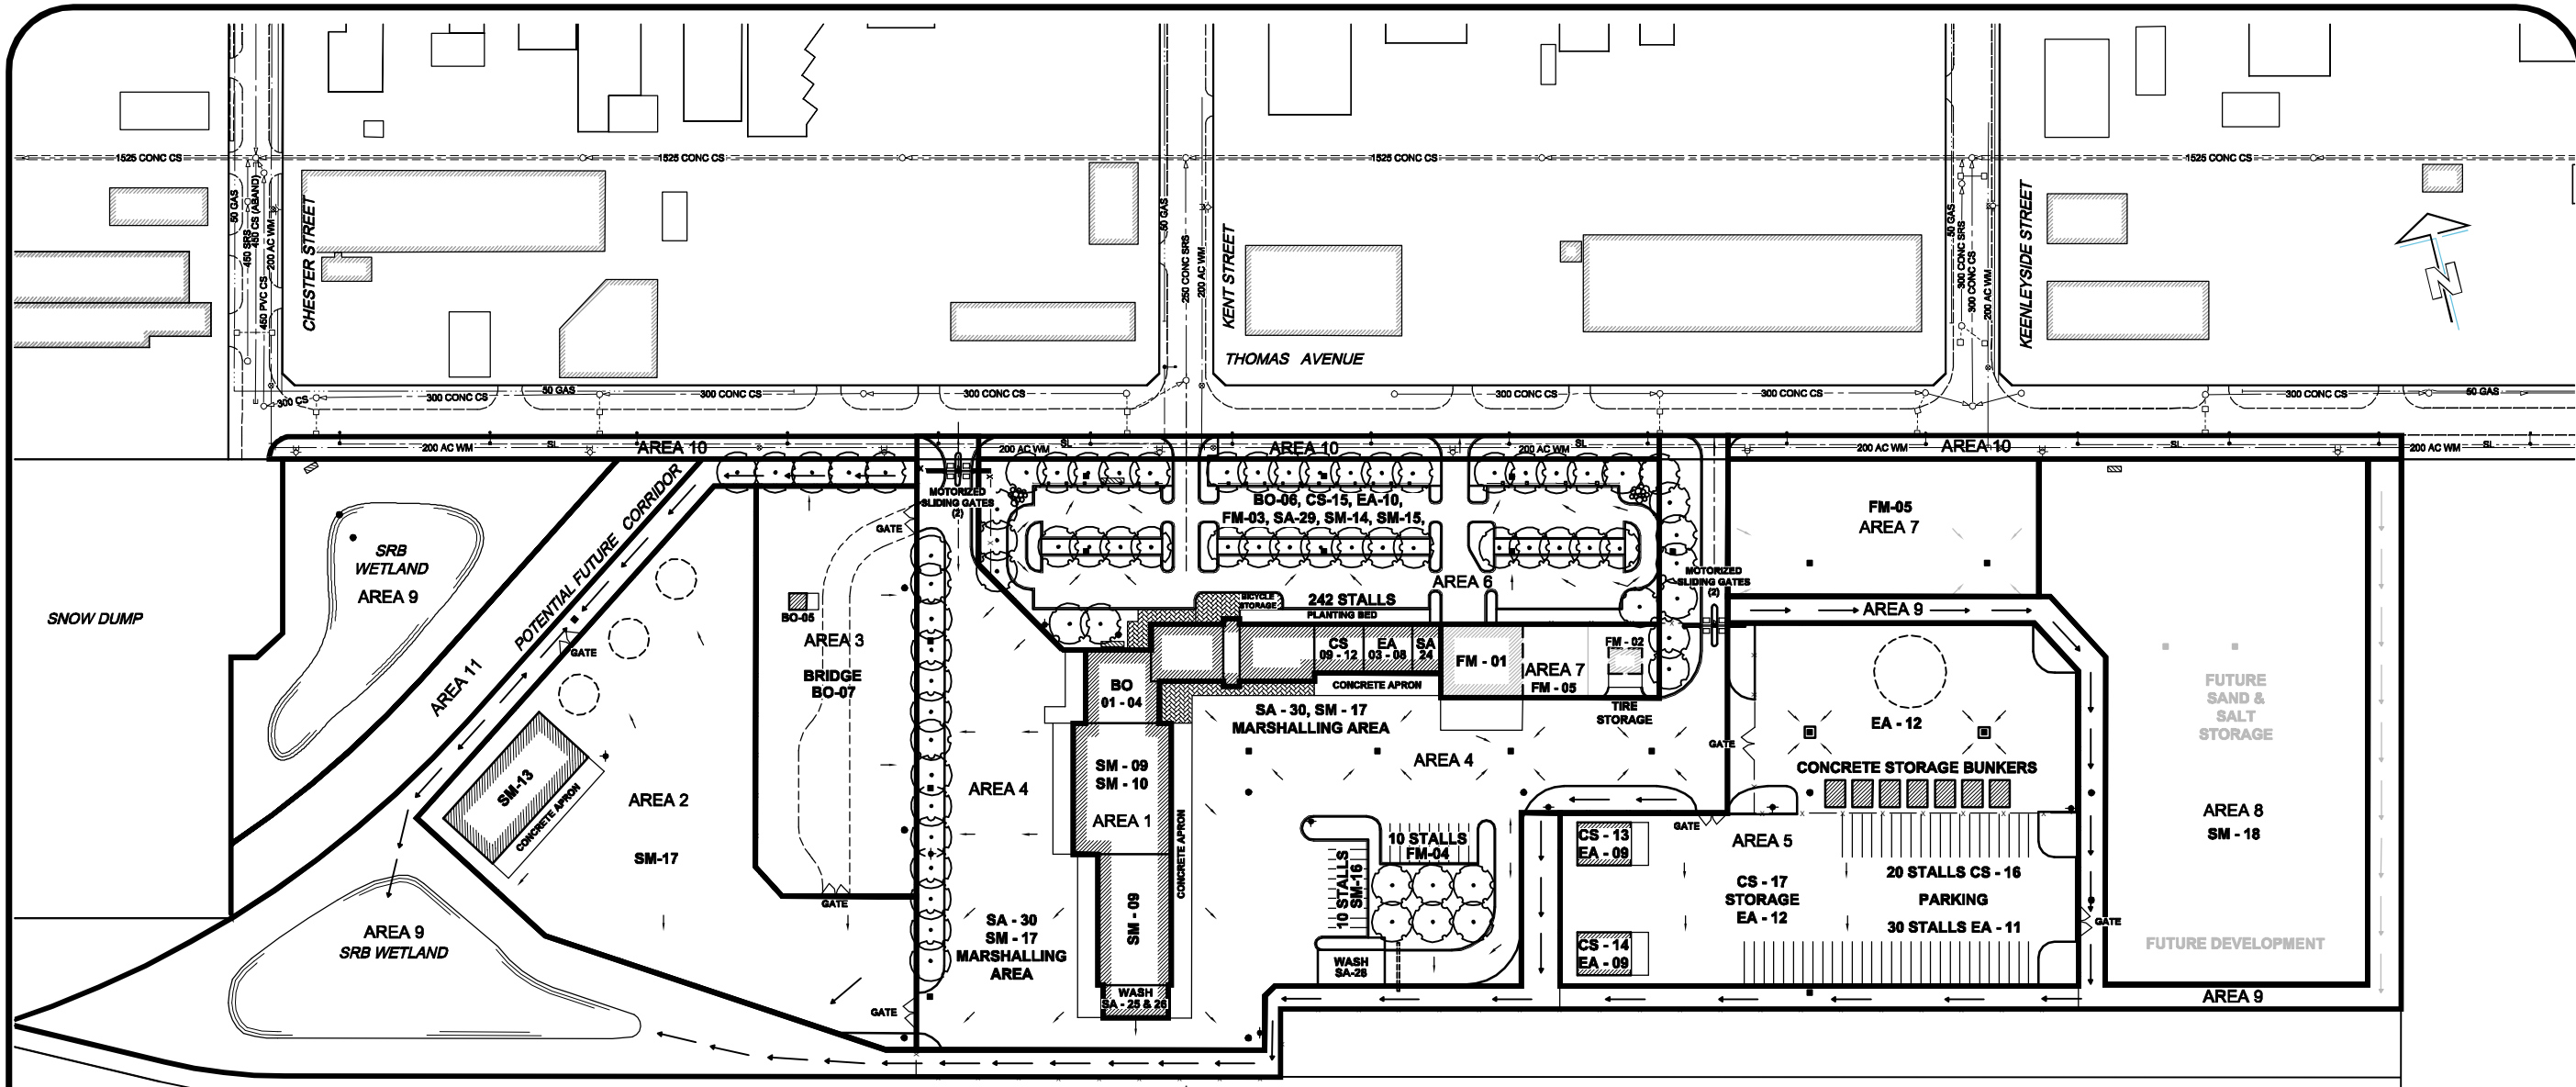 1525 CONC CS
1525 CONC CS
1525 CONC CS
1525 CONC CS
50 GAS
450 SRS
450 CS (ABAND)
450 PVC CS
200 AC WM
CHESTER STREET
50 GAS
250 CONC SRS
200 AC WM
KENT STREET
50 GAS
300 CONC SRS
300 CONC CS
200 AC WM
KEENLEYSIDE STREET
N
THOMAS AVENUE
300 CS
300 CONC CS
50 GAS
300 CONC CS
300 CONC CS
300 CONC CS
300 CONC CS
300 CONC CS
50 GAS
200 AC WM
SL
AREA 10
200 AC WM
SL
AREA 10
200 AC WM
SL
200 AC WM
AREA 10
SL
200 AC WM
SL
SNOW DUMP
SRB
WETLAND
AREA 9
AREA 11
POTENTIAL FUTURE CORRIDOR
GATE
SM-13
CONCRETE APRON
AREA 2
SM-17
AREA 9
SRB WETLAND
BO-05
AREA 3
BRIDGE
BO-07
GATE
GATE
GATE
MOTORIZED
SLIDING GATES
(2)
BO-06, CS-15, EA-10,
FM-03, SA-29, SM-14, SM-15,
AREA 6
BICYCLE
STORAGE
242 STALLS
PLANTING BED
CS
09 - 12
EA
03 - 08
SA
24
FM - 01
AREA 7
FM - 05
FM - 02
TIRE
STORAGE
CONCRETE APRON
MOTORIZED
SLIDING GATES
(2)
BO
01 - 04
SM - 09
SM - 10
AREA 1
SM - 09
CONCRETE APRON
WASH
SA - 25 & 26
AREA 4
SA - 30
SM - 17
MARSHALLING
AREA
SA - 30, SM - 17
MARSHALLING AREA
AREA 4
10 STALLS
FM-04
10 STALLS
SM-16
WASH
SA-28
FM-05
AREA 7
AREA 9
EA - 12
GATE
CONCRETE STORAGE BUNKERS
GATE
CS - 13
EA - 09
AREA 5
CS - 17
STORAGE
EA - 12
CS - 14
EA - 09
20 STALLS CS - 16
PARKING
30 STALLS EA - 11
GATE
FUTURE
SAND &
SALT
STORAGE
AREA 8
SM - 18
FUTURE DEVELOPMENT
AREA 9